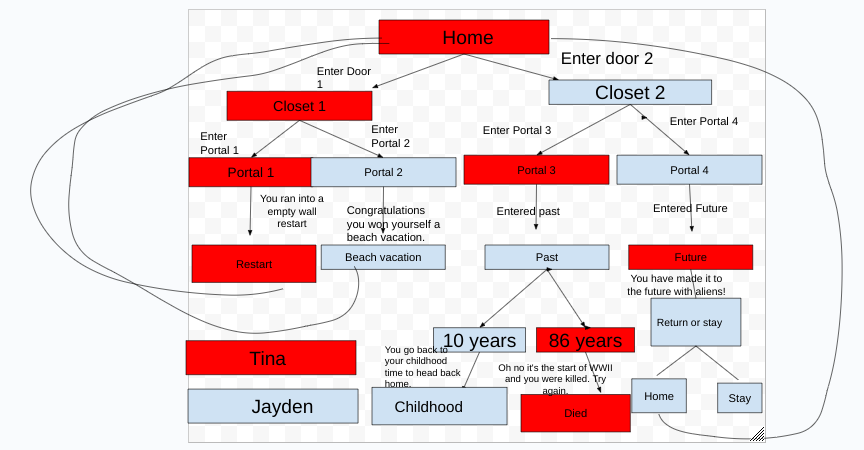 Home
Enter door 2
Enter Door
1
Closet 1
Closet 2
Enter
Portal 1
Enter
Portal 2
Enter Portal 3
Enter Portal 4
Portal 1
Portal 2
Portal 3
Portal 4
You ran into a
empty wall
restart
Congratulations
you won yourself a
beach vacation.
Entered past
Entered Future
Restart
Beach vacation
Past
Future
You have made it to
the future with aliens!
Return or stay
10 years
86 years
You go back to
your childhood
time to head back
home.
Oh no it's the start of WWII
and you were killed. Try
again.
Tina
Jayden
Childhood
Died
Home
Stay